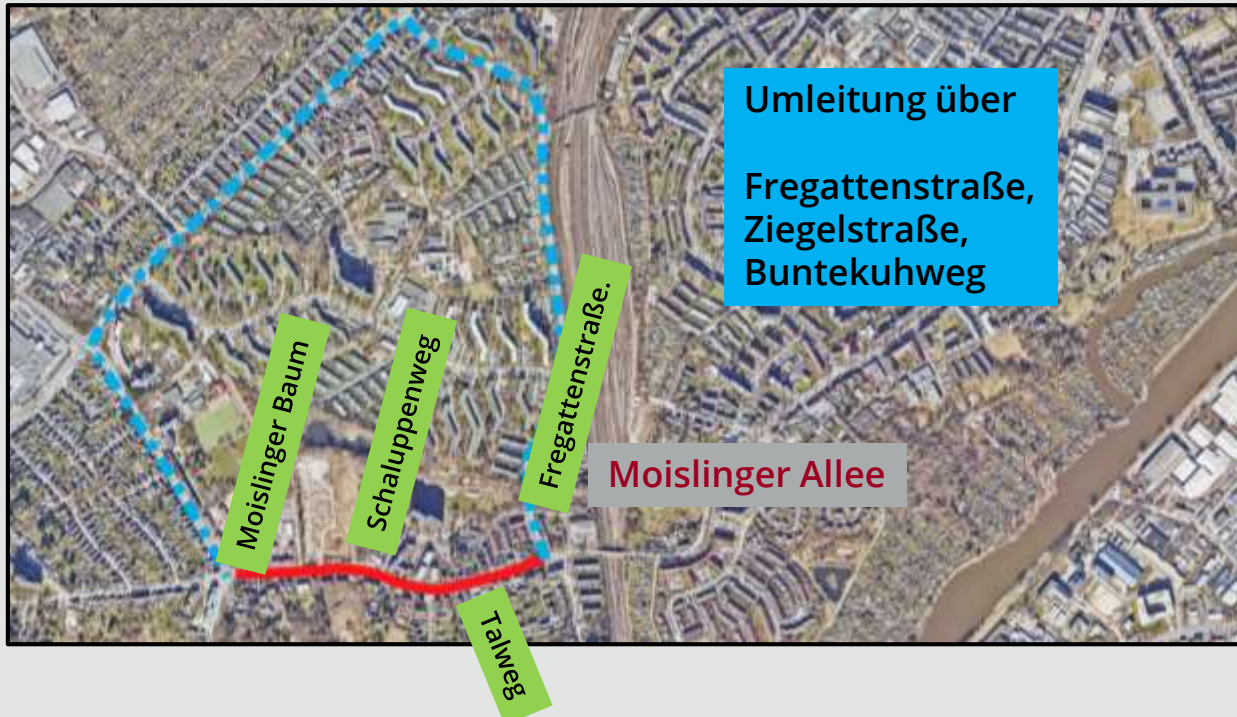 Umleitung über
Fregattenstraße,
Ziegelstraße,
Buntekuhweg
Moislinger Baum
Schaluppenweg
Fregattenstraße.
Moislinger Allee
Talweg